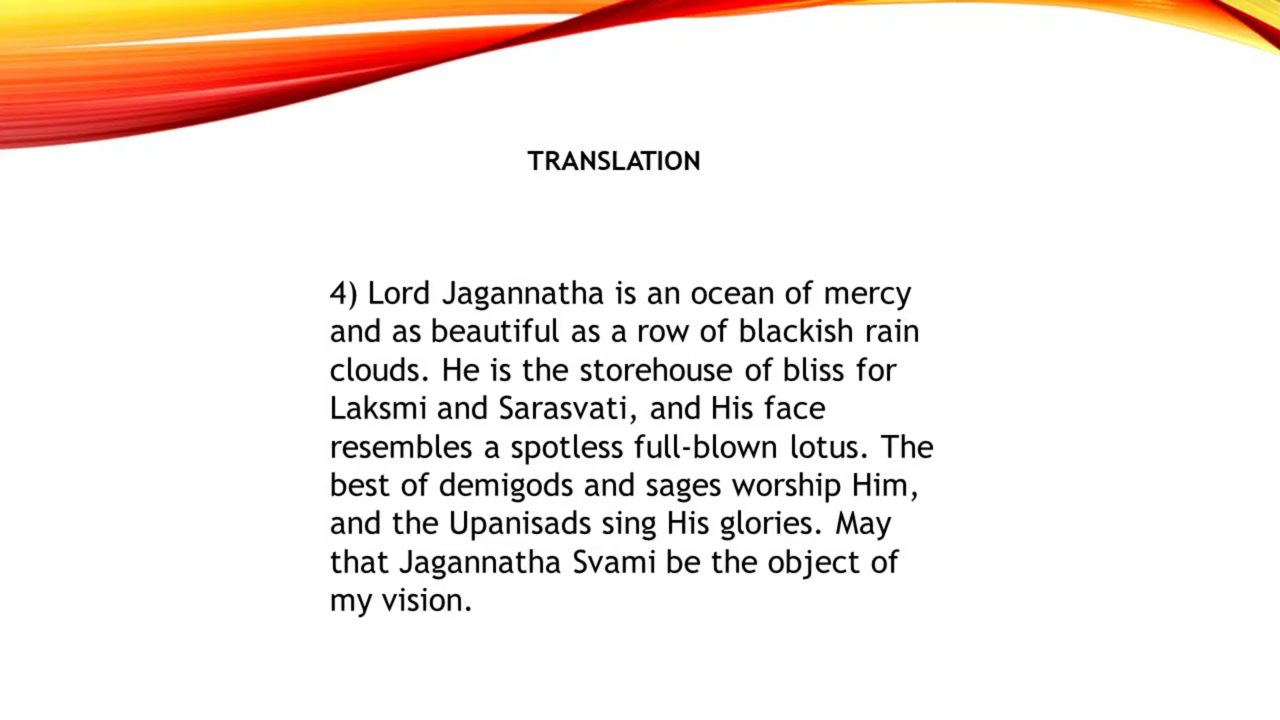 TRANSLATION
4) Lord Jagannatha is an ocean of mercy
and as beautiful as a row of blackish rain
clouds. He is the storehouse of bliss for
Laksmi and Sarasvati, and His face
resembles a spotless full-blown lotus. The
best of demigods and sages worship Him,
and the Upanisads sing His glories. May
that Jagannatha Svami be the object of
my vision.